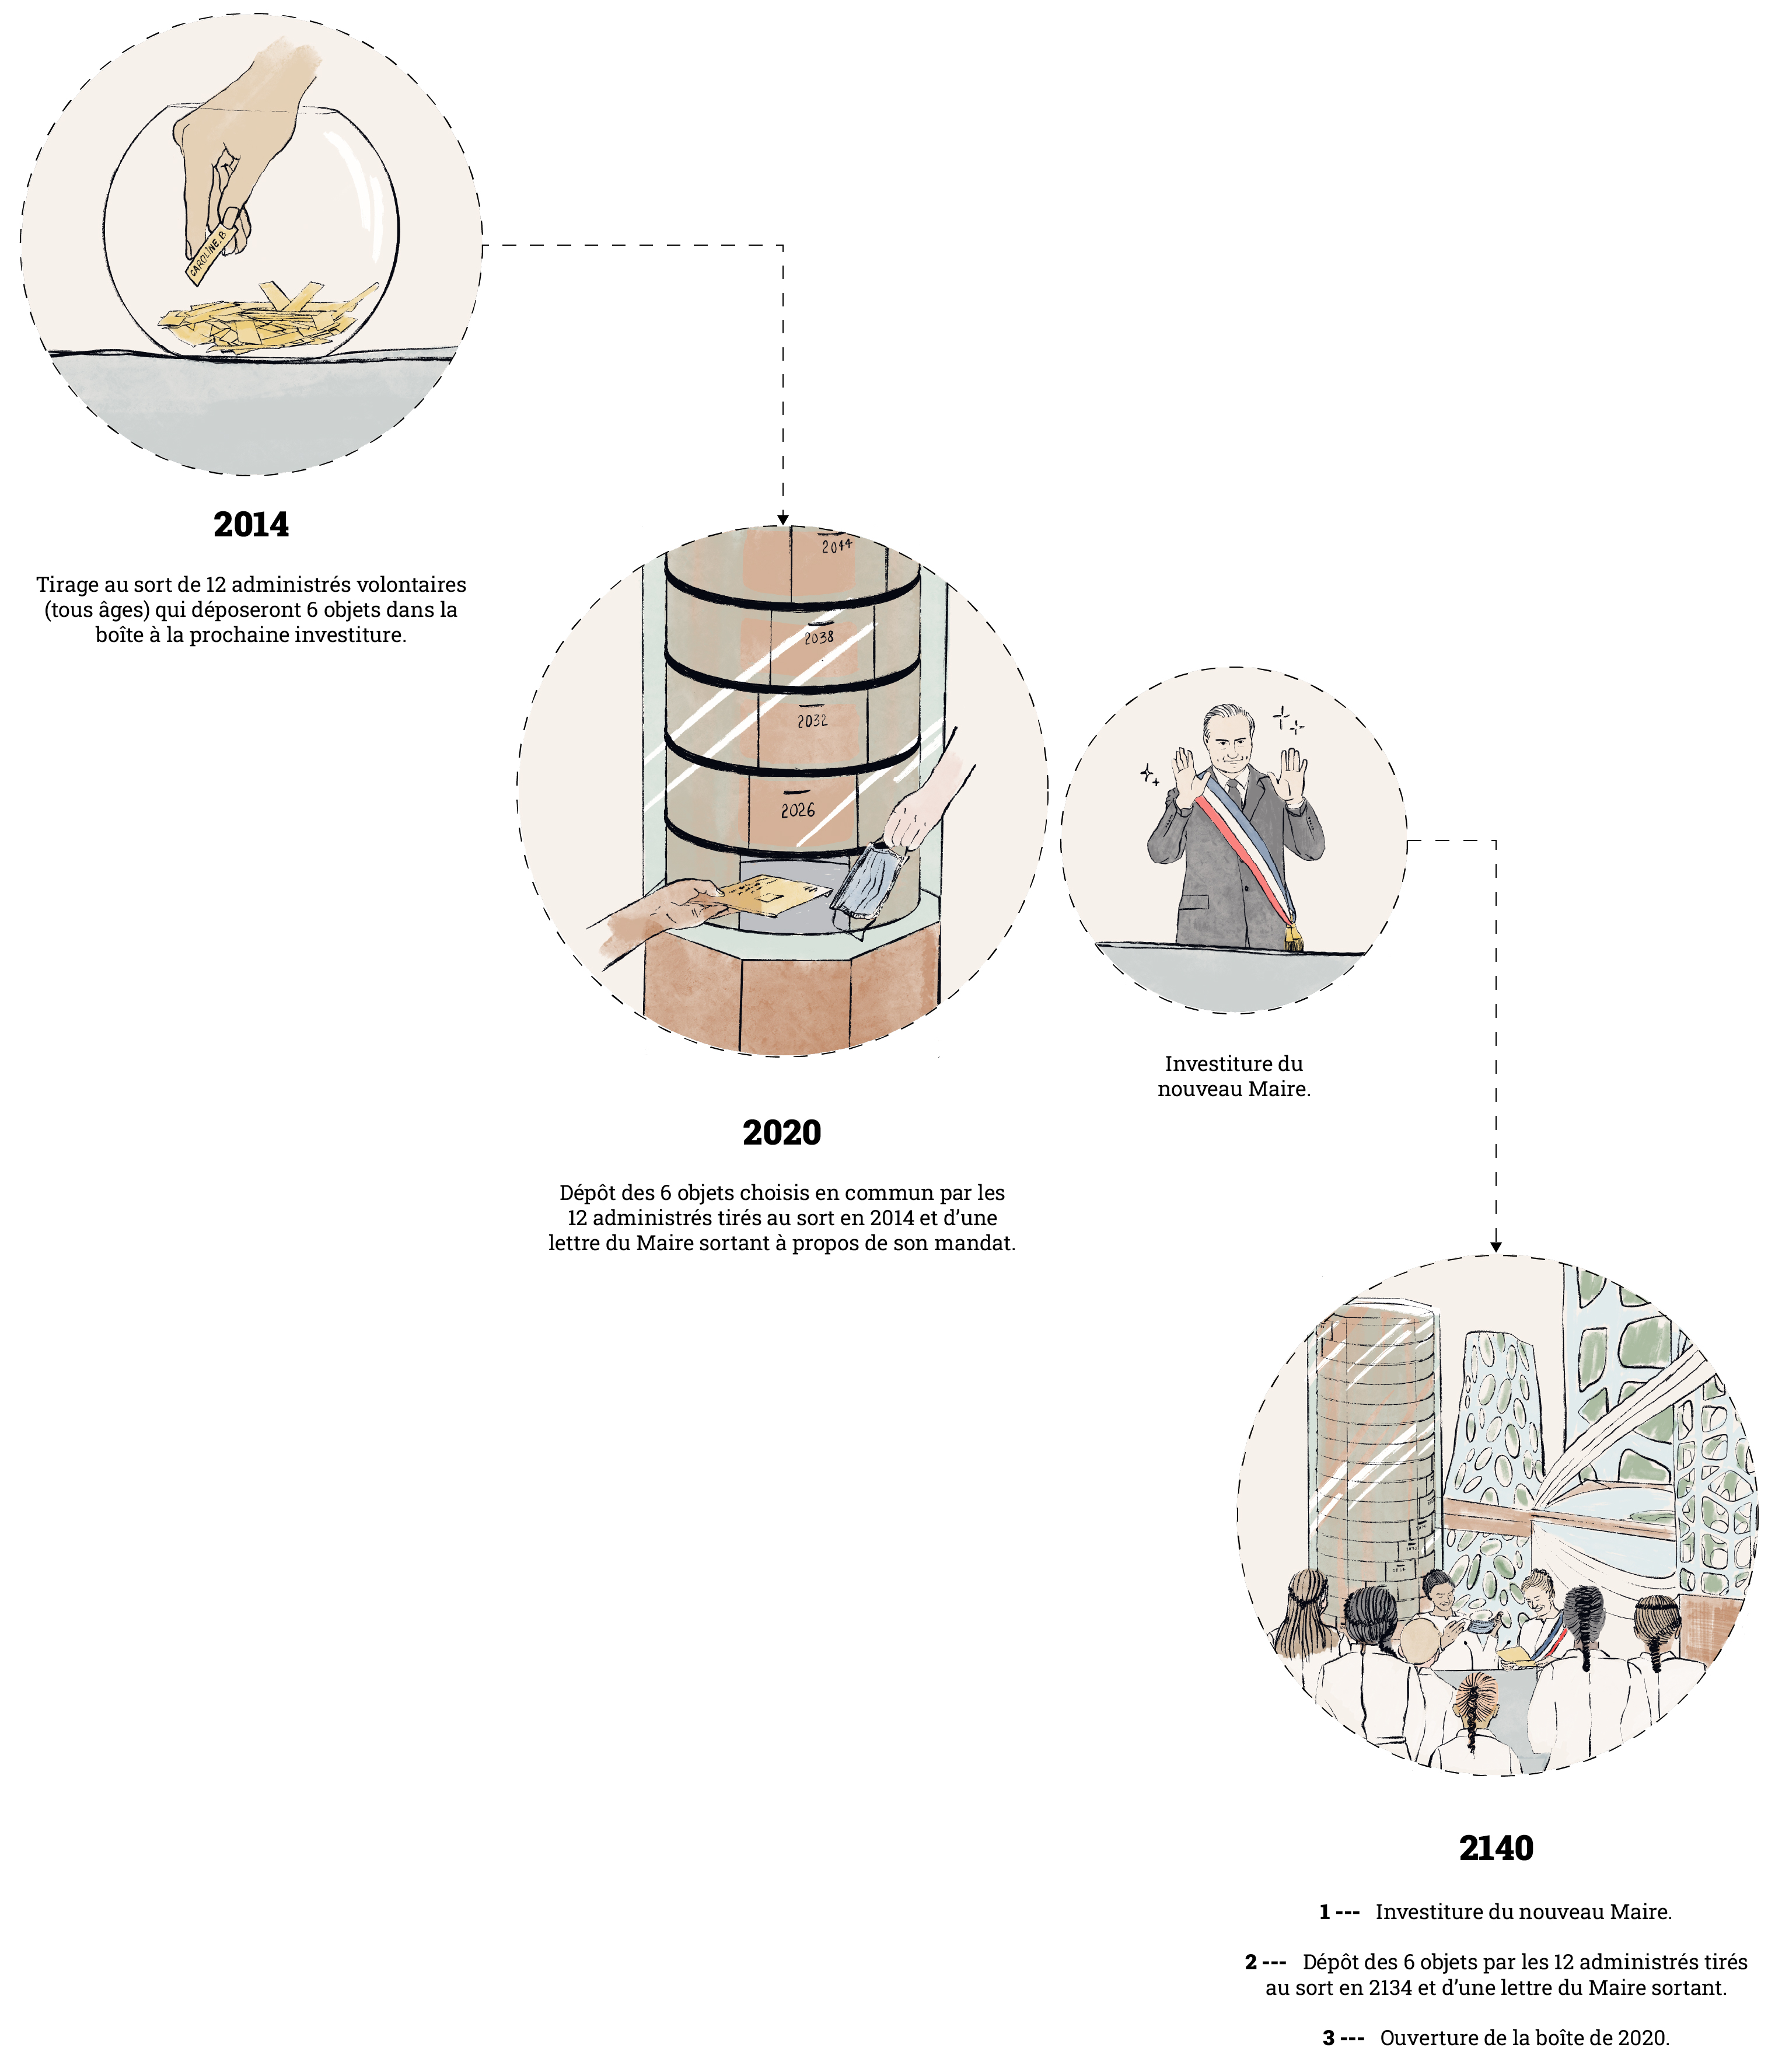 CAROLINE.B
2014
Tirage au sort de 12 administrés volontaires
(tous âges) qui déposeront 6 objets dans la
boîte à la prochaine investiture.
2044
2038
2032
2026
2020
Dépôt des 6 objets choisis en commun par les
12 administrés tirés au sort en 2014 et d’une
lettre du Maire sortant à propos de son mandat.
Investiture du
nouveau Maire.
2140
1 --- Investiture du nouveau Maire.
2 --- Dépôt des 6 objets par les 12 administrés tirés
au sort en 2134 et d’une lettre du Maire sortant.
3 --- Ouverture de la boîte de 2020.